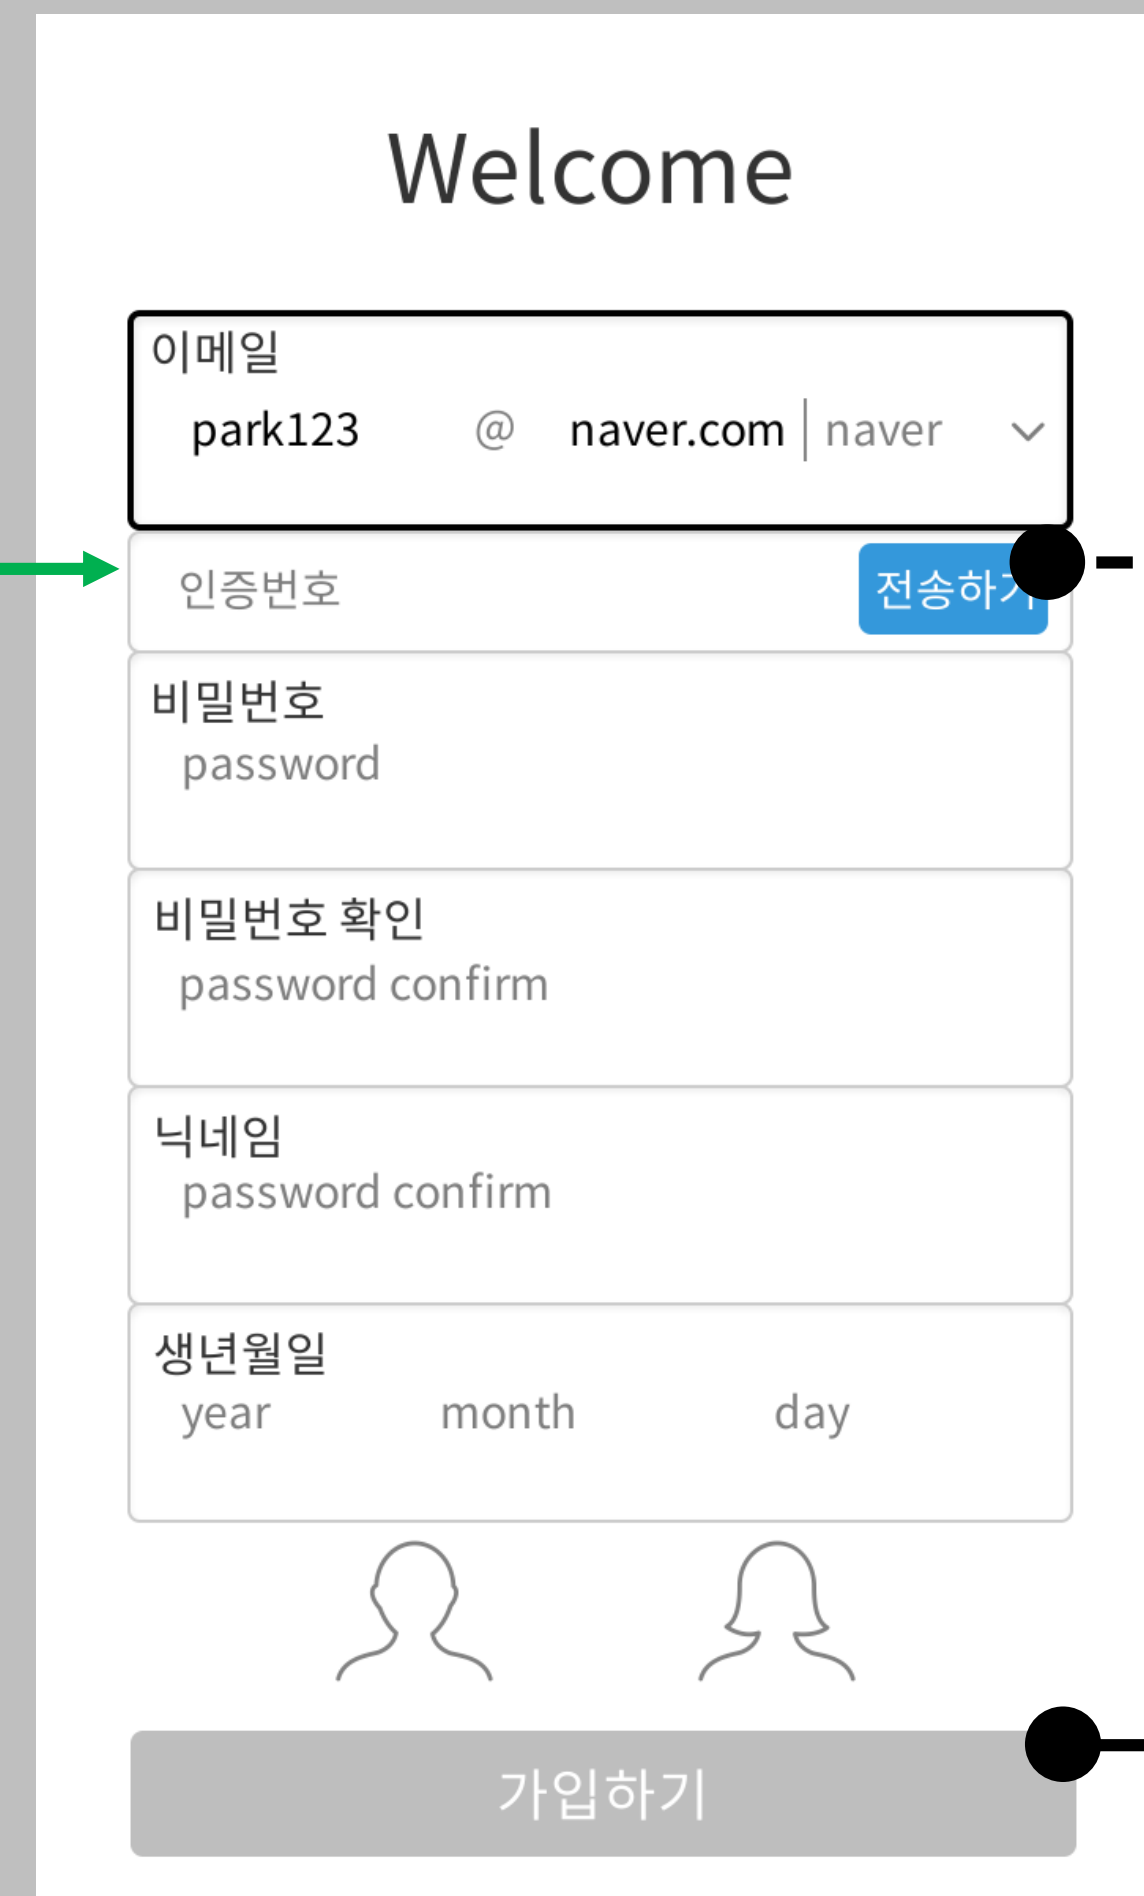 Welcome
이메일
park123 @ naver.com naver
인증번호 전송하기
비밀번호
password
비밀번호 확인
password confirm
닉네임
password confirm
생년월일
year month day
가입하기